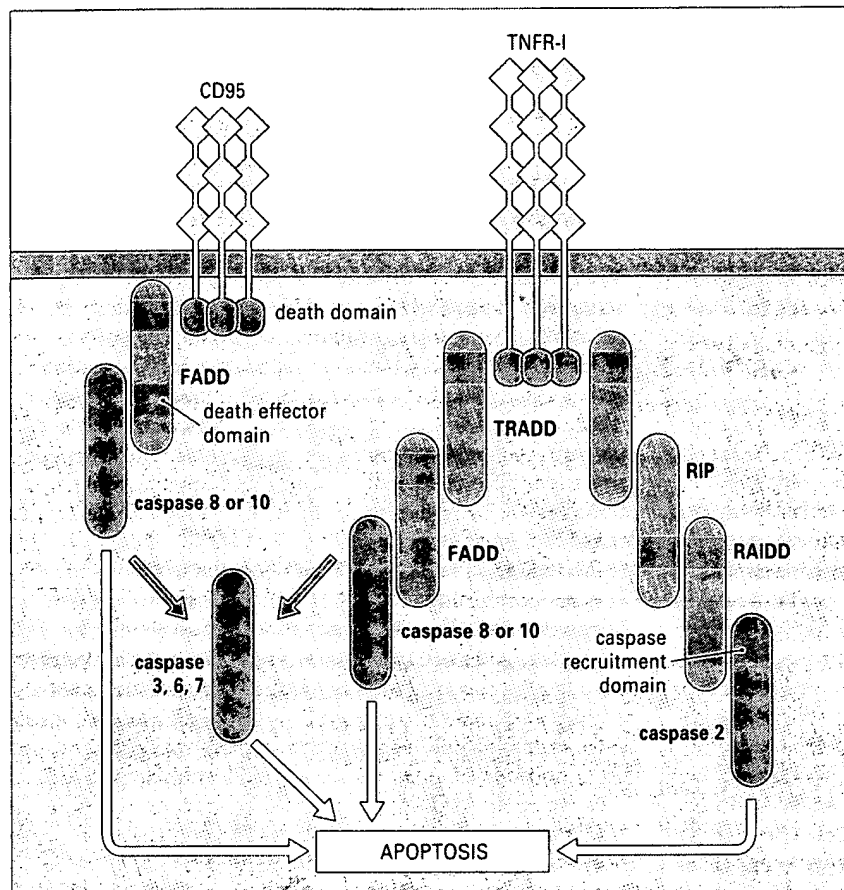 TNFR-I
CD95
death domain
FADD
death effector
domain
TRADD
RIP
caspase 8 or 10
FADD
RAIDD
caspase 8 or 10
caspase
recruitment
domain
caspase
3, 6, 7
caspase 2
APOPTOSIS